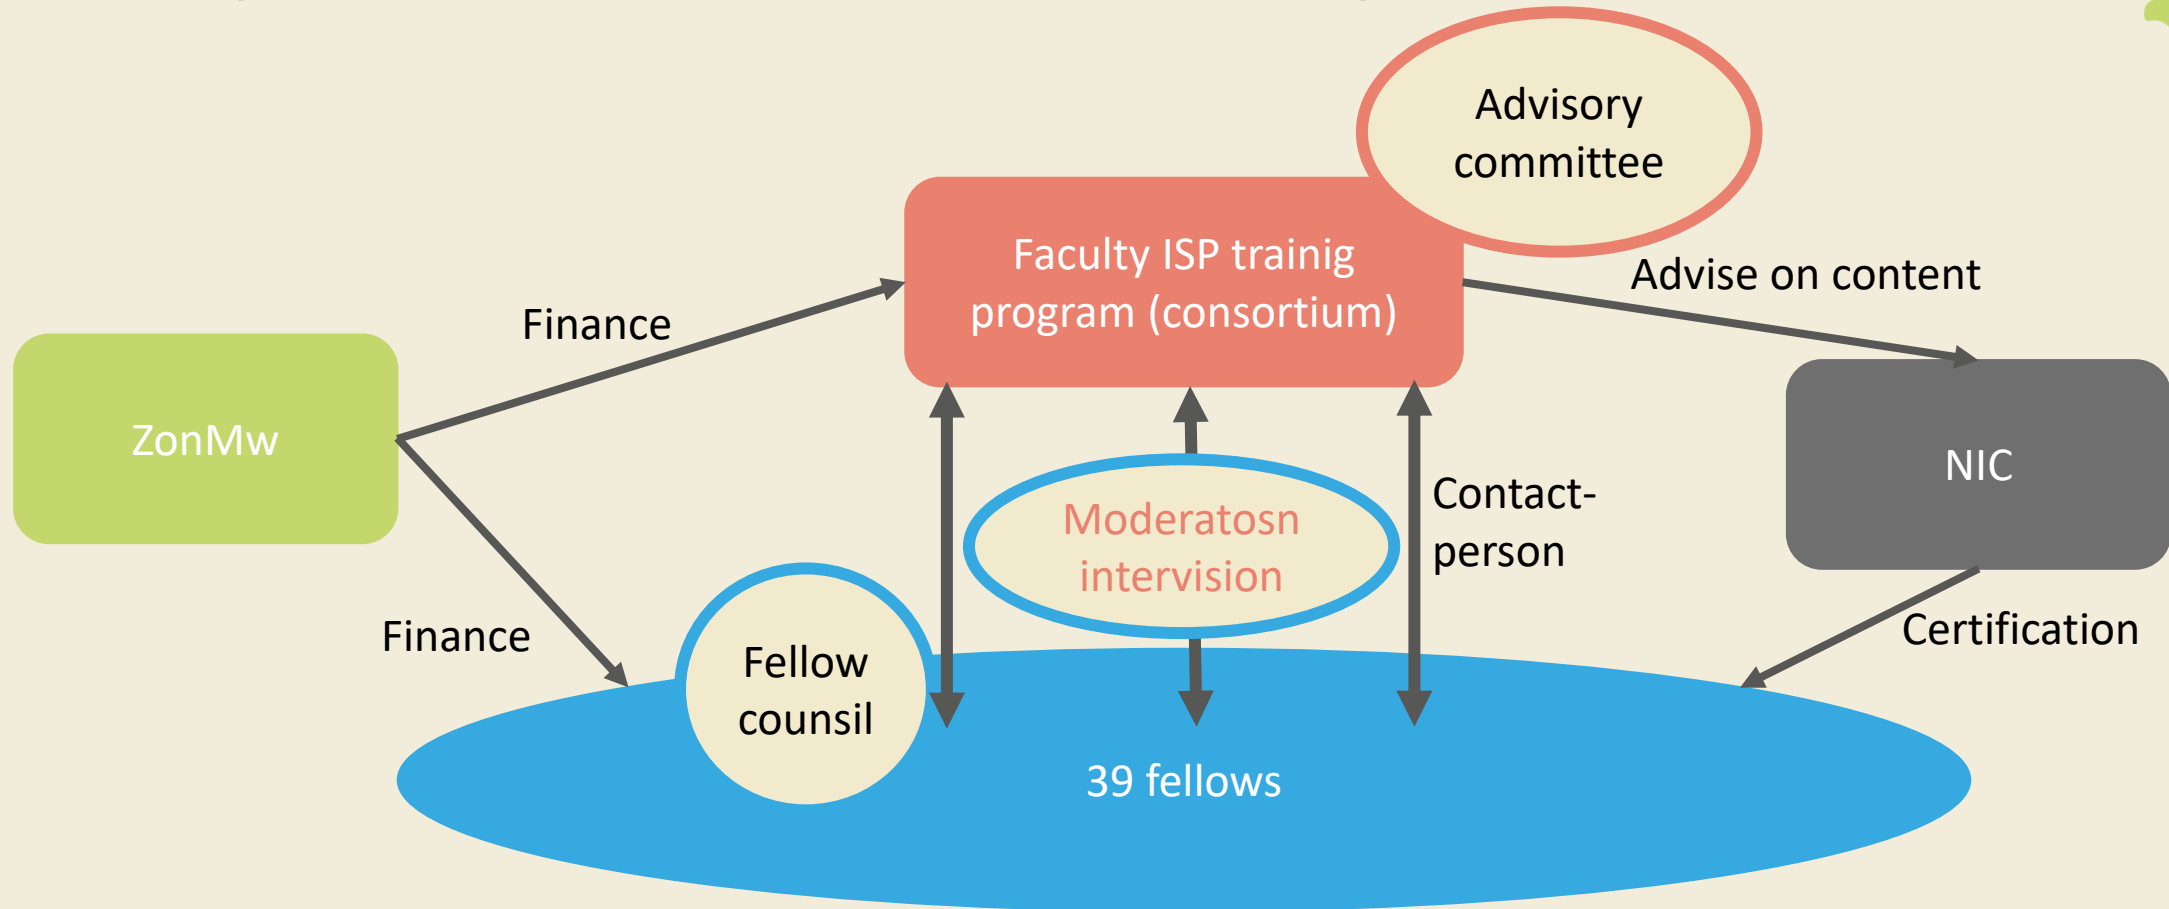 Advisory
committee
Faculty ISP trainig
program (consortium)
Advise on content
Finance
ZonMw
NIC
Contact-
person
Moderatosn
intervision
Finance
Certification
Fellow
counsil
39 fellows